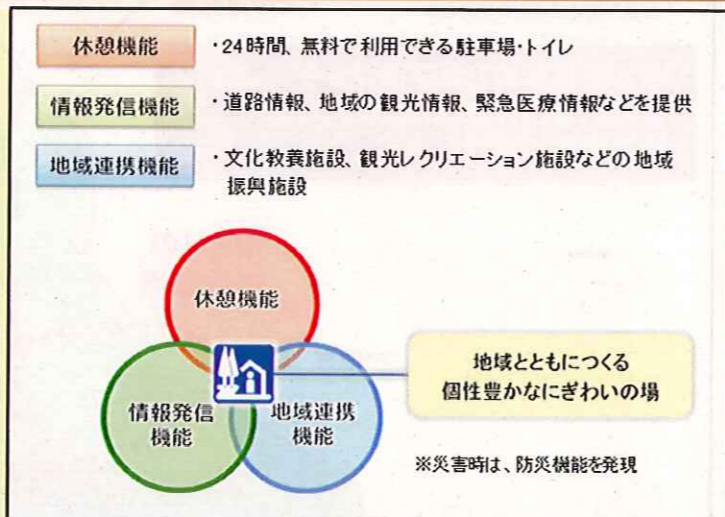 休憩機能 ・24時間、無料で利用できる駐車場・トイレ
情報発信機能 ・道路情報、地域の観光情報、緊急医療情報などを提供
地域連携機能 ・文化教養施設、観光レクリエーション施設などの地域
振興施設
休憩機能
情報発信
機能
地域連携
機能
地域とともにつくる
個性豊かなにぎわいの場
※災害時は、防災機能を発現